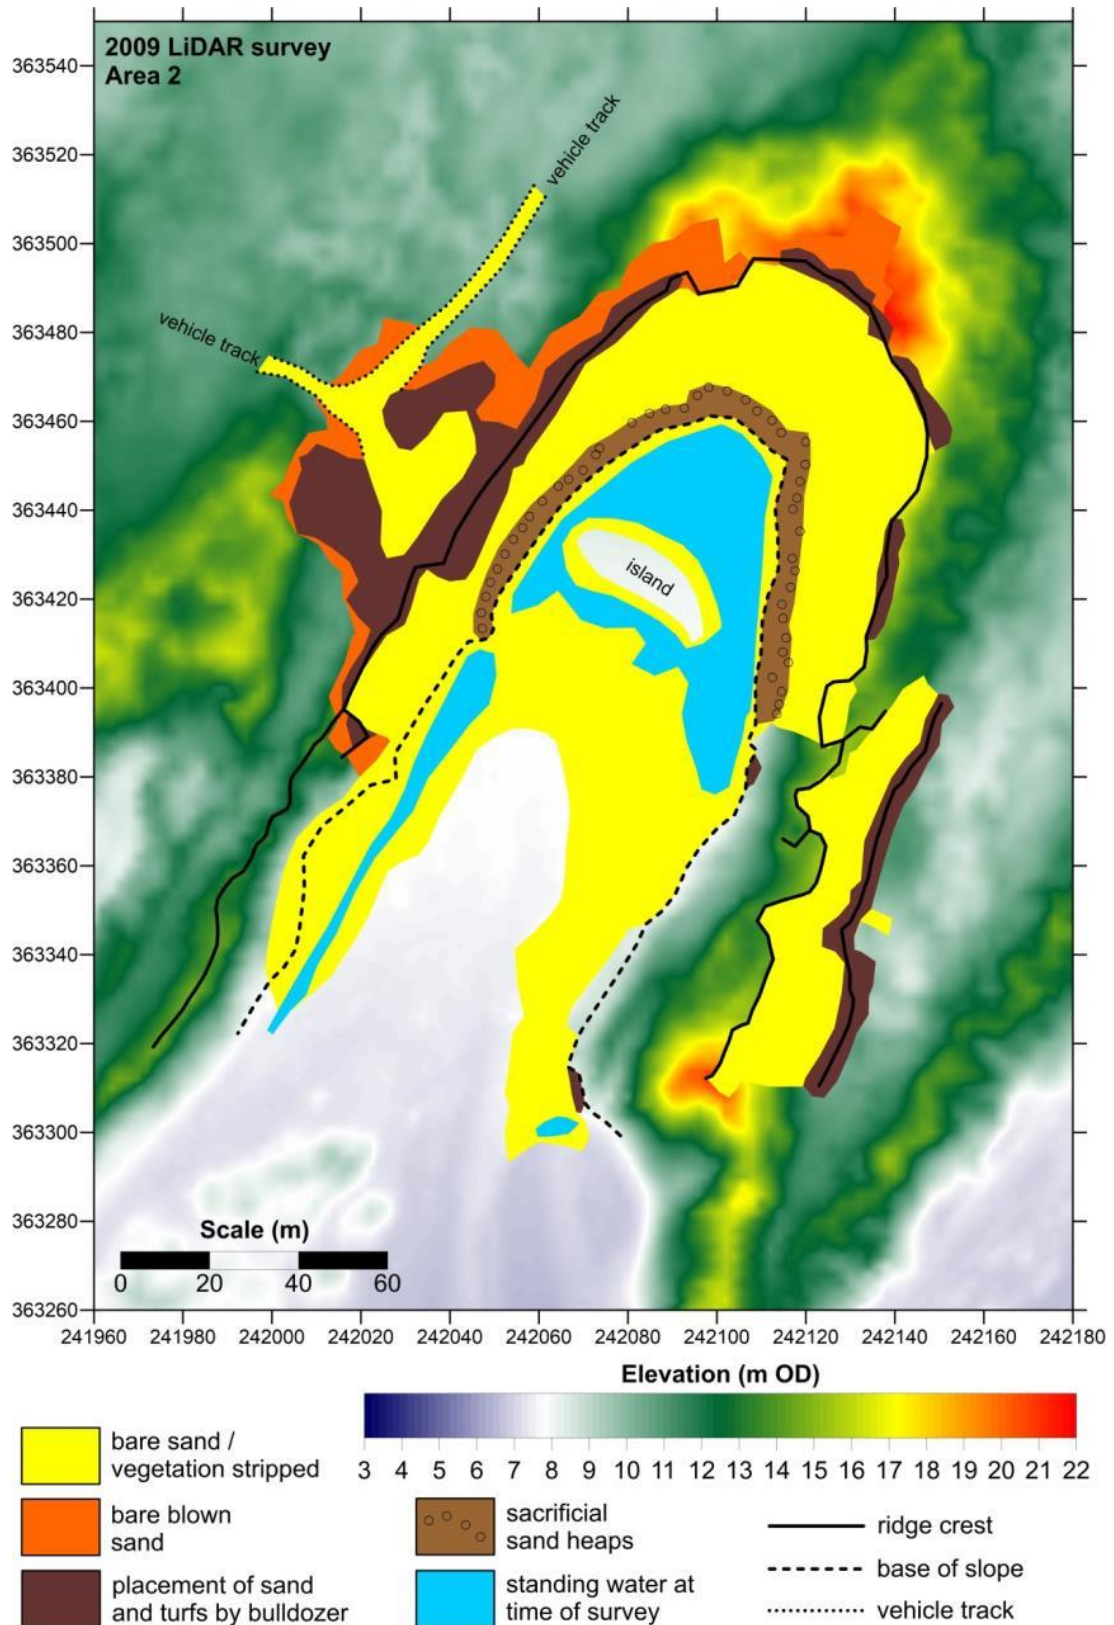 2009 LiDAR survey
Area 2
363540
363520
363500
363480
363460
363440
363420
363400
363380
363360
363340
363320
363300
363280
363260
vehicle track
vehicle track
island
Scale (m)
0 20 40 60
241960 241980 242000 242020 242040 242060 242080 242100 242120 242140 242160 242180
Elevation (m OD)
3 4 5 6 7 8 9 10 11 12 13 14 15 16 17 18 19 20 21 22
bare sand /
vegetation stripped
bare blown
sand
placement of sand
and turfs by bulldozer
sacrificial
sand heaps
standing water at
time of survey
ridge crest
base of slope
vehicle track